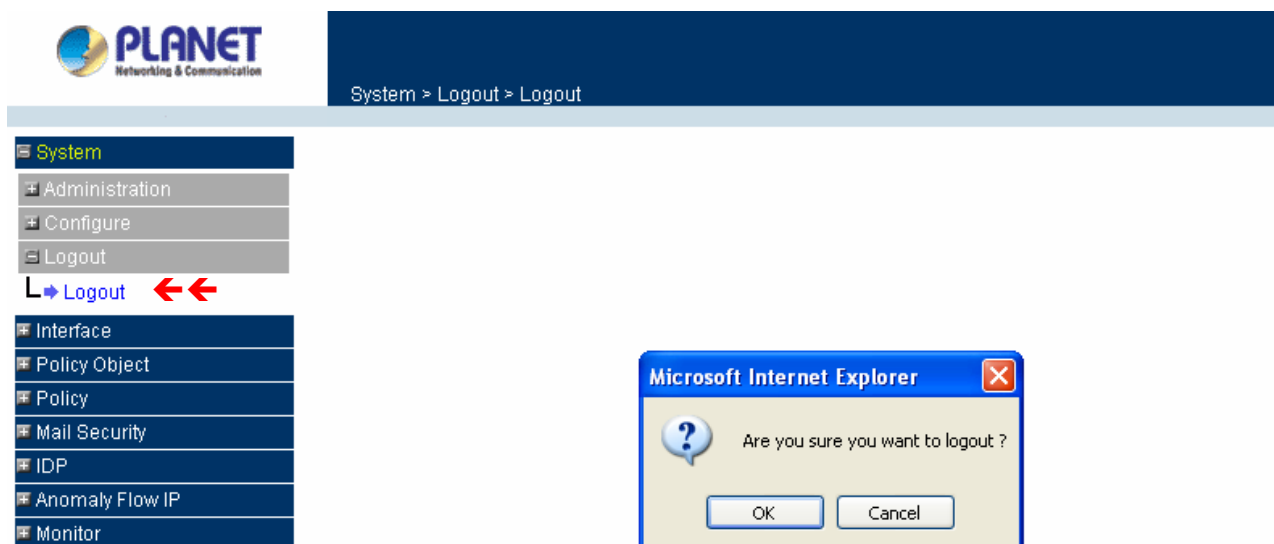 PLANET
Networking & Communication
System > Logout > Logout
System
Administration
Configure
Logout
Logout
Interface
Policy Object
Policy
Mail Security
IDP
Anomaly Flow IP
Monitor
Microsoft Internet Explorer
Are you sure you want to logout ?
OK Cancel